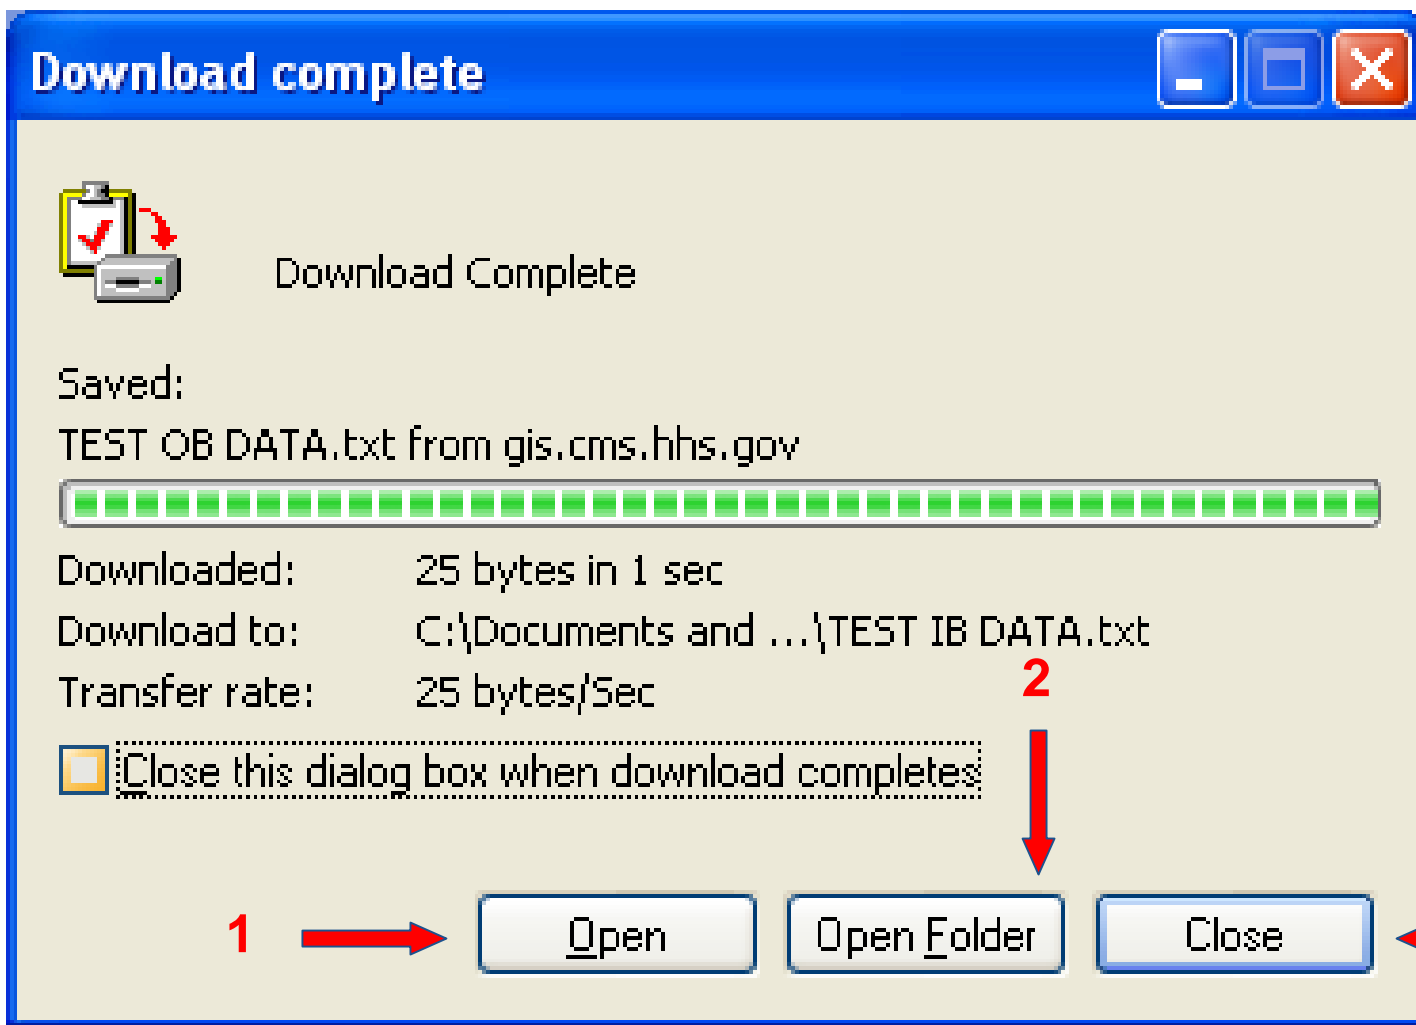 Download complete
Download Complete
Saved:
TEST OB DATA.txt from gis.cms.hhs.gov
Downloaded: 25 bytes in 1 sec
Download to: C:\Documents and ...\TEST IB DATA.txt
Transfer rate: 25 bytes/Sec
2
Close this dialog box when download completes
1 Open Open Folder Close